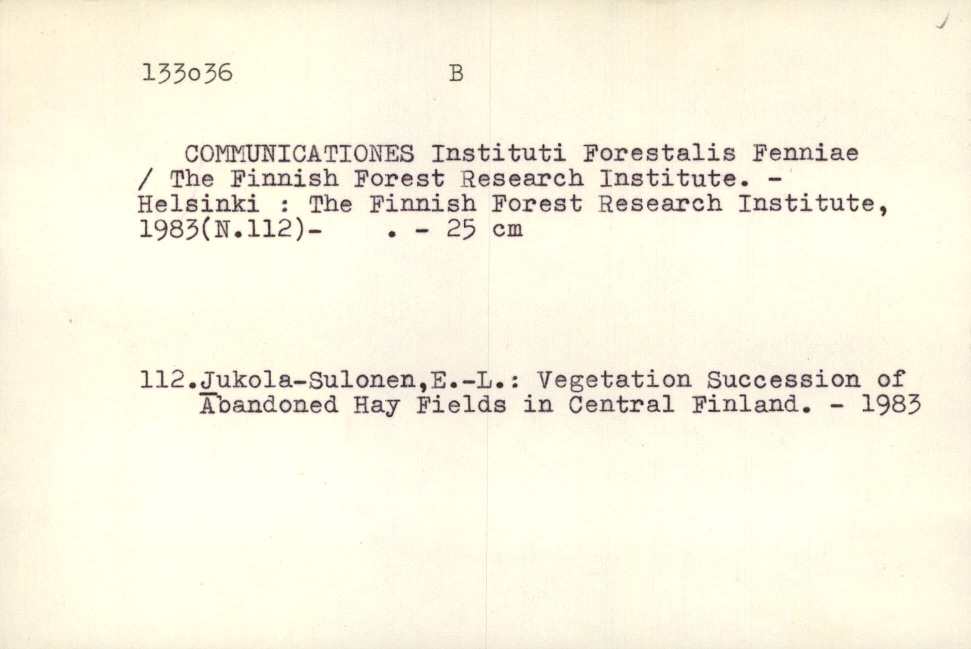 133o36 B
COMMUNICATIONES Instituti Forestalis Fenniae
/ The Finnish Forest Research Institute. -
Helsinki : The Finnish Forest Research Institute,
1983(N.112)- . - 25 cm
112.Jukola-Sulonen,E.-L.: Vegetation Succession of
Abandoned Hay Fields in Central Finland. - 1983